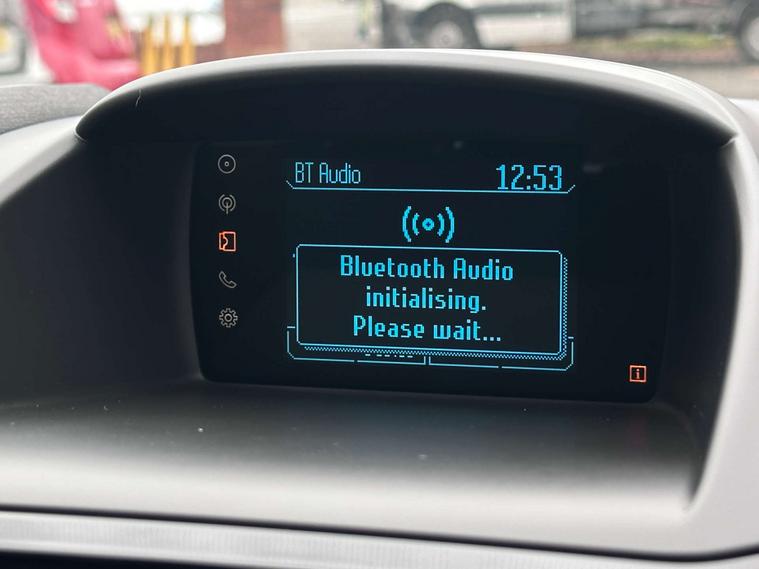 BT Audio
12:53
Bluetooth Audio
initialising.
Please wait...